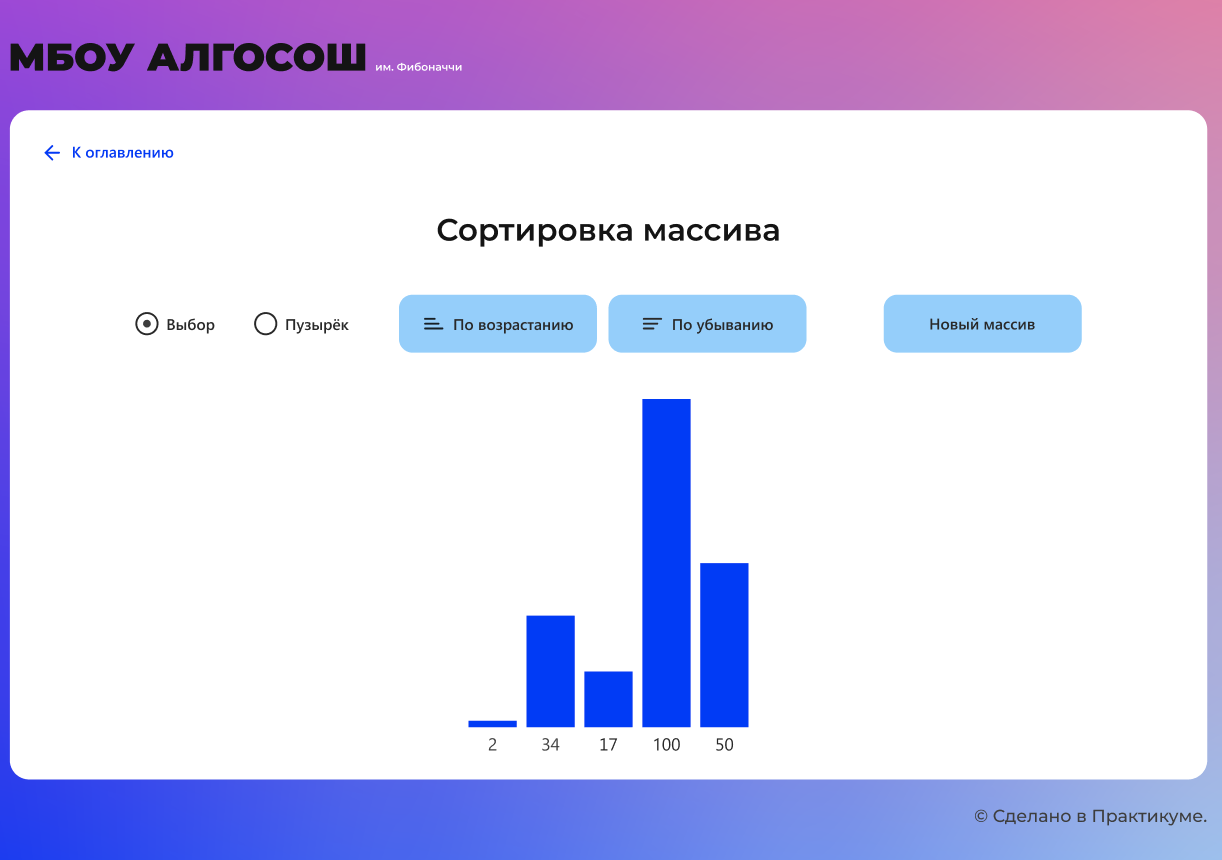 МБОУ АЛГОСОШ им. Фибоначчи
К оглавлению
Сортировка массива
Выбор Пузырёк По возрастанию По убыванию Новый массив
2 34 17 100 50
© Сделано в Практикуме.